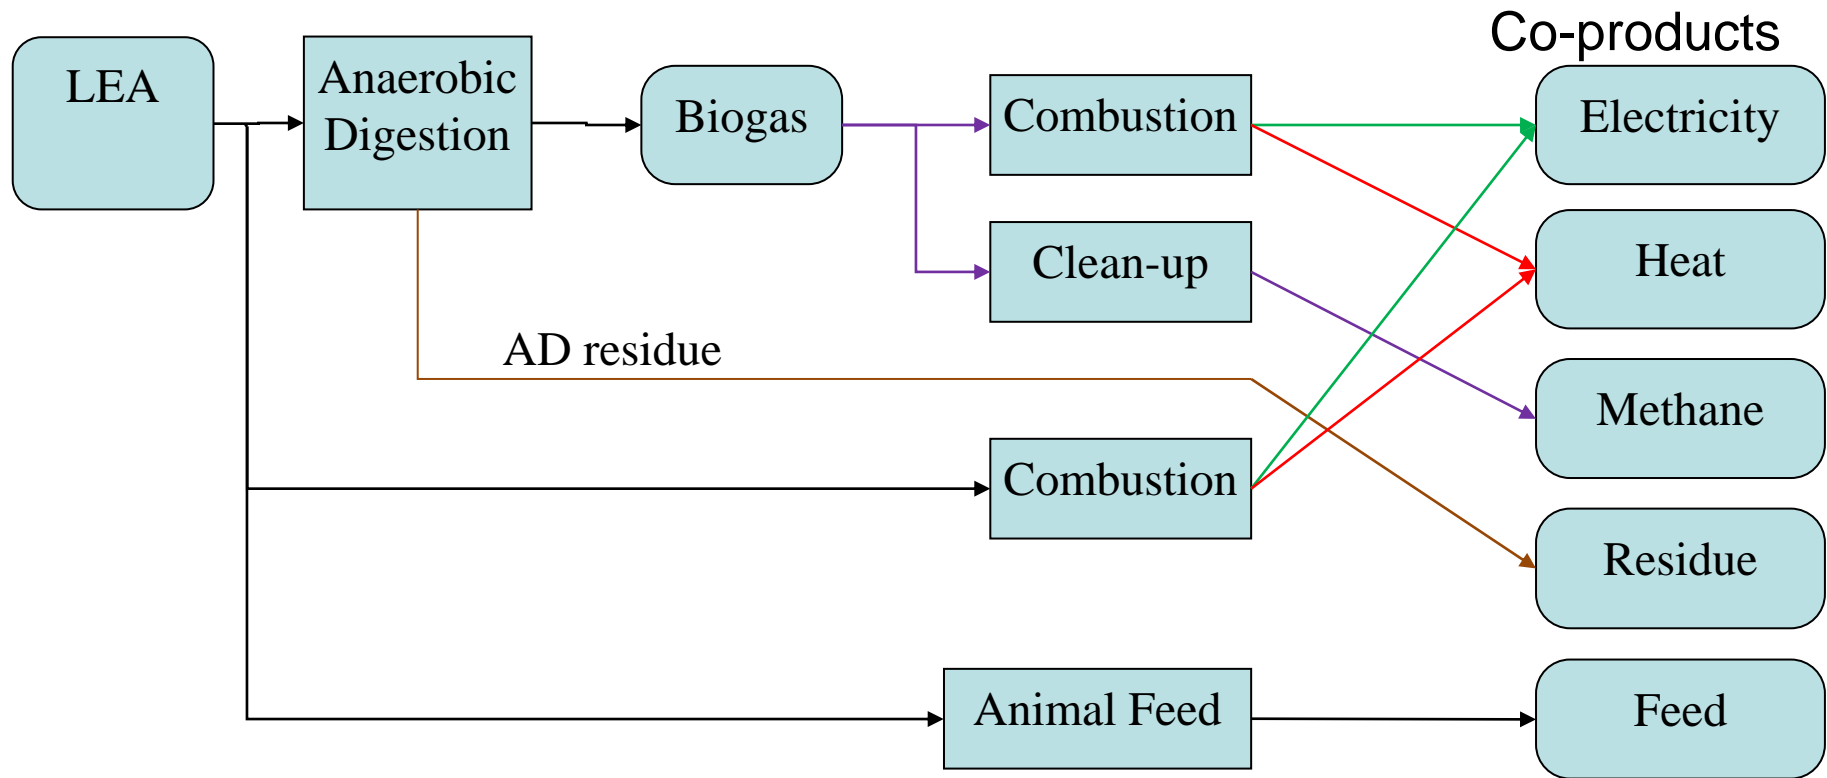 Co-products
LEA
Anaerobic
Digestion
Biogas
Combustion
Electricity
Clean-up
Heat
AD residue
Methane
Combustion
Residue
Animal Feed
Feed